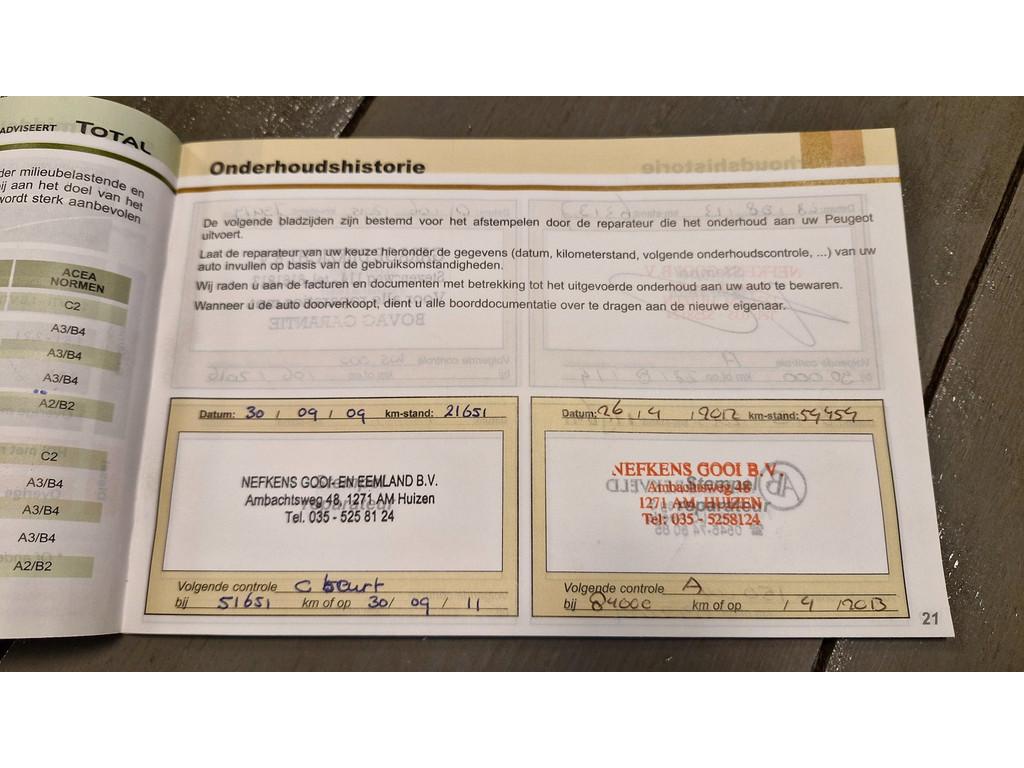 ADVISEERT TOTAL
der milieubelastende en
ij aan het doel van het
wordt sterk aanbevolen
ACEA
NORMEN
C2
A3/B4
A3/B4
A3/B4
A2/B2
C2
A3/B4
A3/B4
A3/B4
A2/B2
Onderhoudshistorie
De volgende bladzijden zijn bestemd voor het afstempelen door de reparateur die het onderhoud aan uw Peugeot
uitvoert.
Laat de reparateur van uw keuze hieronder de gegevens (datum, kilometerstand, volgende onderhoudscontrole, ...) van uw
auto invullen op basis van de gebruiksomstandigheden.
Wij raden u aan de facturen en documenten met betrekking tot het uitgevoerde onderhoud aan uw auto te bewaren.
Wanneer u de auto doorverkoopt, dient u alle boorddocumentatie over te dragen aan de nieuwe eigenaar.
Datum: 30 / 09 / 09 km-stand: 21651
NEFKENS GOOI- EN EEMLAND B.V.
Ambachtsweg 48, 1271 AM Huizen
Tel. 035 - 525 81 24
Volgende controle C beurt
bij 51651 km of op 30/ 09 / 11
Datum: 26 / 4 / 2012 km-stand: 54454
NEFKENS GOOI B.V.
Ambachtsweg 48
Stempel
1271 AM HUIZEN
reparateur
Tel: 035 - 5258124
Volgende controle A
bij 84000 km of op / 4 / 2013
21